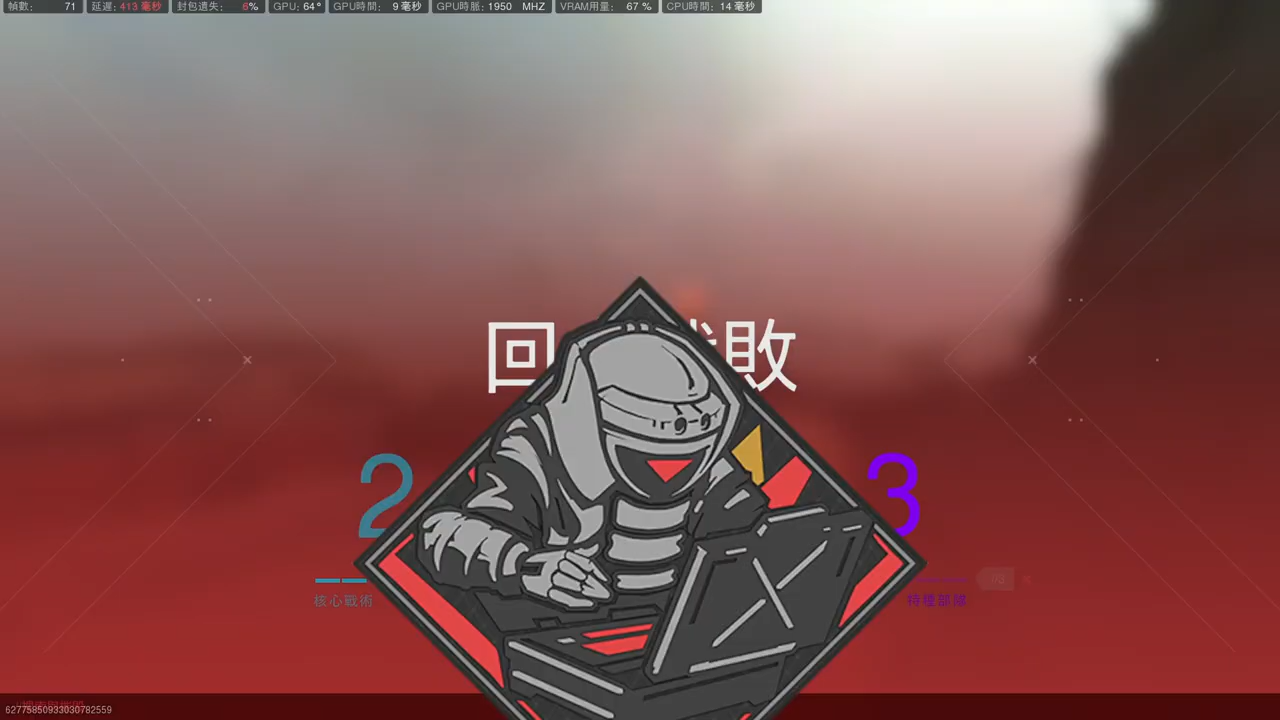 幀數： 71 延遲：413 毫秒 封包遺失： 6% GPU：64° GPU時間： 9 毫秒 GPU時脈：1950 MHZ VRAM用量： 67 % CPU時間：14 毫秒
回 敗
2 3
核心戰術 特種部隊
62775850933030782559